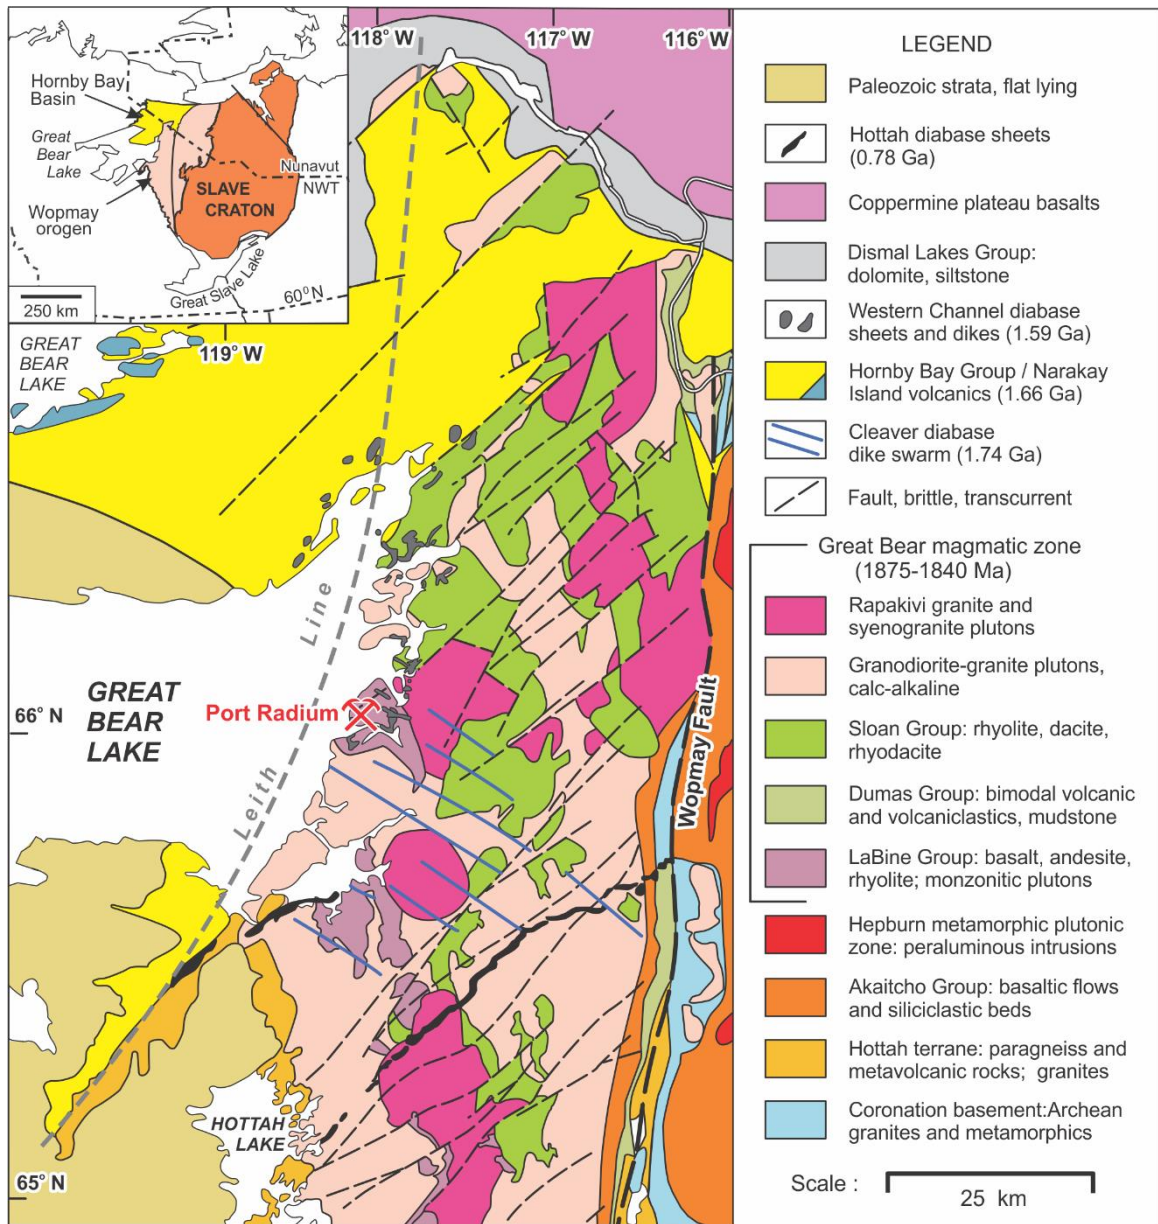 118° W
117° W
116° W
Hornby Bay
Basin
Great
Bear
Lake
Nunavut
NWT
SLAVE
CRATON
Wopmay
orogen
Great Slave Lake
60°N
250 km
GREAT
BEAR
LAKE
119° W
Leith Line
GREAT
BEAR
LAKE
66° N
Port Radium
Wopmay Fault
HOTTAH
LAKE
65° N
LEGEND
Paleozoic strata, flat lying
Hottah diabase sheets
(0.78 Ga)
Coppermine plateau basalts
Dismal Lakes Group:
dolomite, siltstone
Western Channel diabase
sheets and dikes (1.59 Ga)
Hornby Bay Group / Narakay
Island volcanics (1.66 Ga)
Cleaver diabase
dike swarm (1.74 Ga)
Fault, brittle, transcurrent
Great Bear magmatic zone
(1875-1840 Ma)
Rapakivi granite and
syenogranite plutons
Granodiorite-granite plutons,
calc-alkaline
Sloan Group: rhyolite, dacite,
rhyodacite
Dumas Group: bimodal volcanic
and volcaniclastics, mudstone
LaBine Group: basalt, andesite,
rhyolite; monzonitic plutons
Hepburn metamorphic plutonic
zone: peraluminous intrusions
Akaitcho Group: basaltic flows
and siliciclastic beds
Hottah terrane: paragneiss and
metavolcanic rocks; granites
Coronation basement:Archean
granites and metamorphics
Scale :
25 km